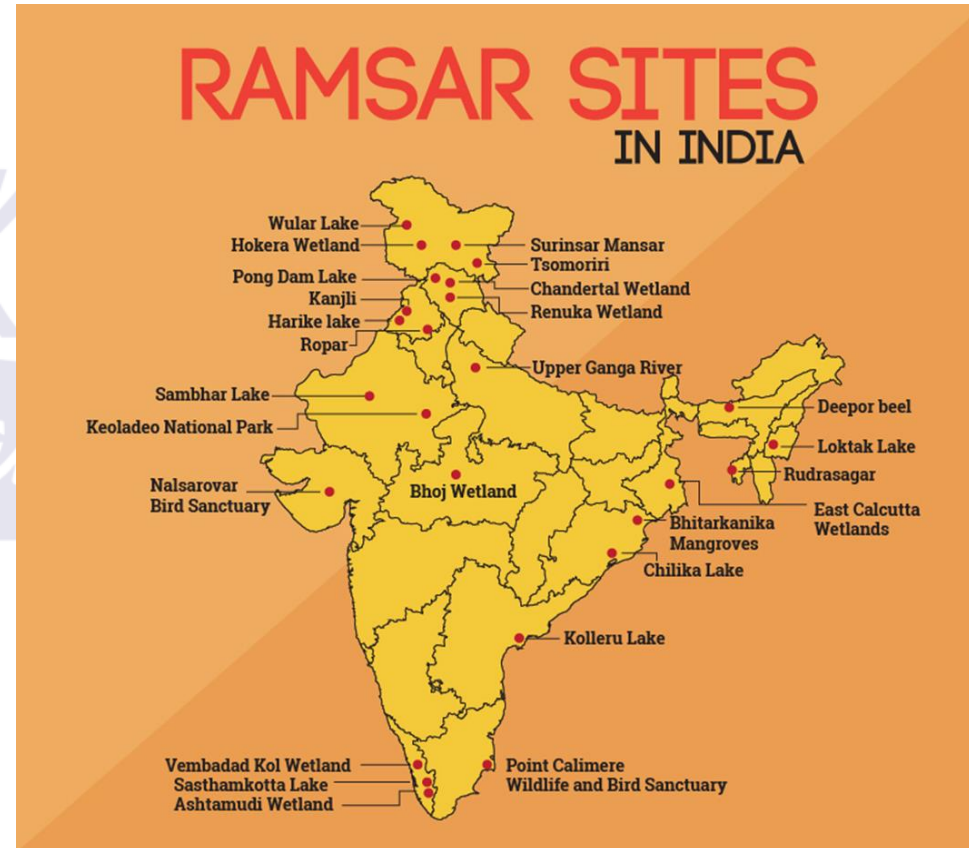 RAMSAR SITES
IN INDIA
Wular Lake
Hokera Wetland
Surinsar Mansar
Tsomoriri
Pong Dam Lake
Chandertal Wetland
Kanjli
Renuka Wetland
Harike lake
Ropar
Upper Ganga River
Sambhar Lake
Keoladeo National Park
Deepor beel
Loktak Lake
Rudrasagar
Nalsarovar
Bird Sanctuary
Bhoj Wetland
East Calcutta
Wetlands
Bhitarkanika
Mangroves
Chilika Lake
Kolleru Lake
Vembadad Kol Wetland
Sasthamkotta Lake
Ashtamudi Wetland
Point Calimere
Wildlife and Bird Sanctuary